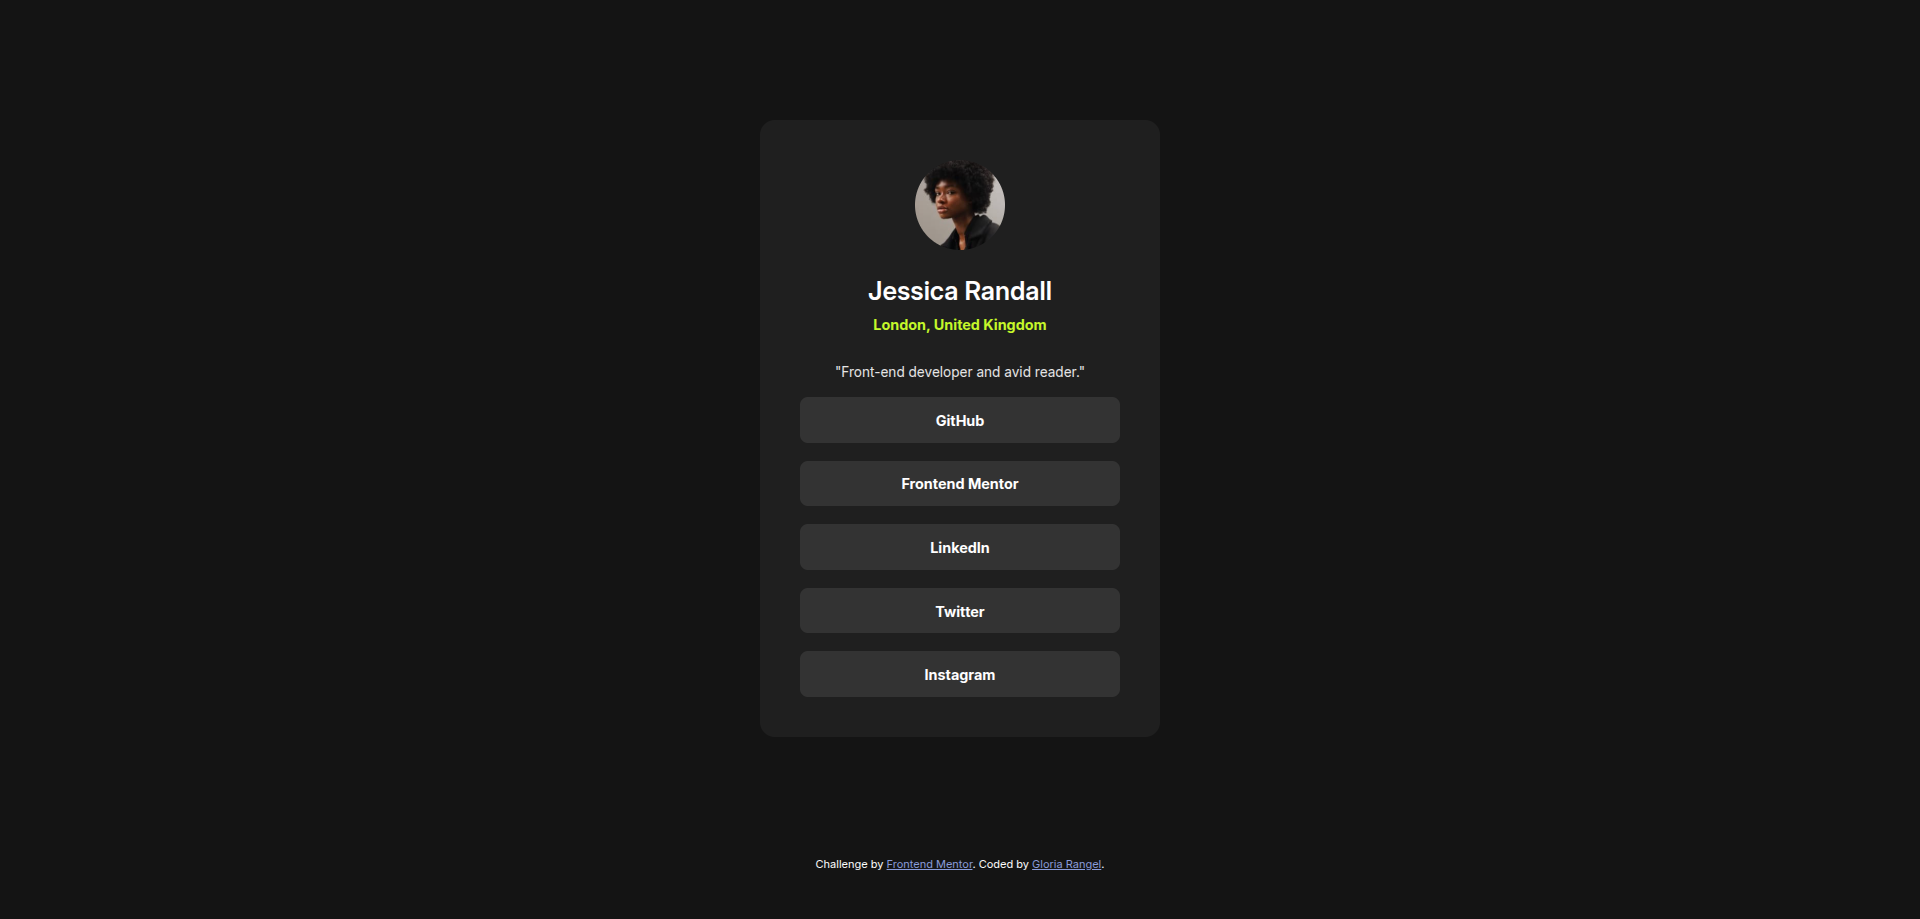 Jessica Randall
London, United Kingdom
"Front-end developer and avid reader."
GitHub
Frontend Mentor
LinkedIn
Twitter
Instagram
Challenge by Frontend Mentor. Coded by Gloria Rangel.